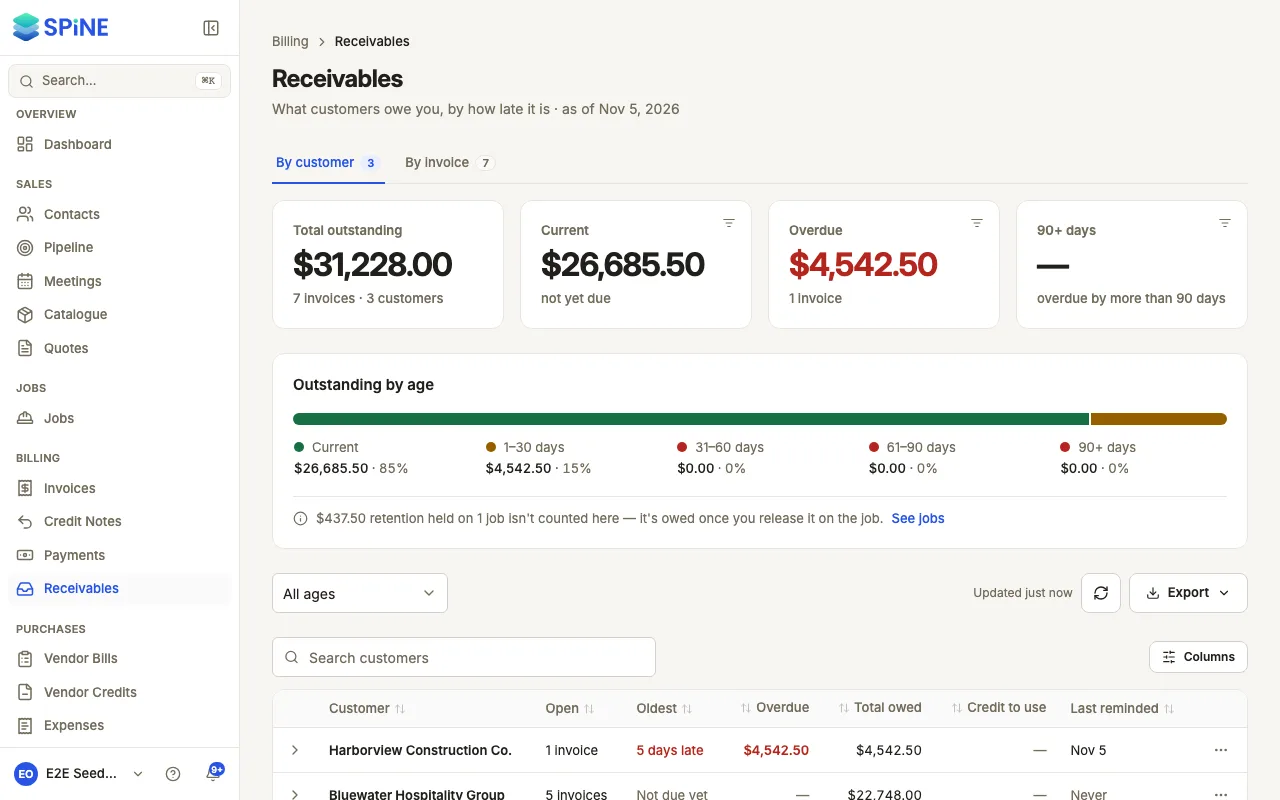 SPiNE
Search... ⌘K
OVERVIEW
Dashboard
SALES
Contacts
Pipeline
Meetings
Catalogue
Quotes
JOBS
Jobs
BILLING
Invoices
Credit Notes
Payments
Receivables
PURCHASES
Vendor Bills
Vendor Credits
Expenses
EO E2E Seed... 9+
Billing > Receivables
Receivables
What customers owe you, by how late it is · as of Nov 5, 2026
By customer 3 By invoice 7
Total outstanding
$31,228.00
7 invoices · 3 customers
Current
$26,685.50
not yet due
Overdue
$4,542.50
1 invoice
90+ days
—
overdue by more than 90 days
Outstanding by age
Current 1–30 days 31–60 days 61–90 days 90+ days
$26,685.50 · 85% $4,542.50 · 15% $0.00 · 0% $0.00 · 0% $0.00 · 0%
$437.50 retention held on 1 job isn't counted here — it's owed once you release it on the job. See jobs
All ages Updated just now Export
Search customers Columns
Customer Open Oldest Overdue Total owed Credit to use Last reminded
Harborview Construction Co. 1 invoice 5 days late $4,542.50 $4,542.50 — Nov 5
Bluewater Hospitality Group 5 invoices Not due yet — $22,748.00 — Never